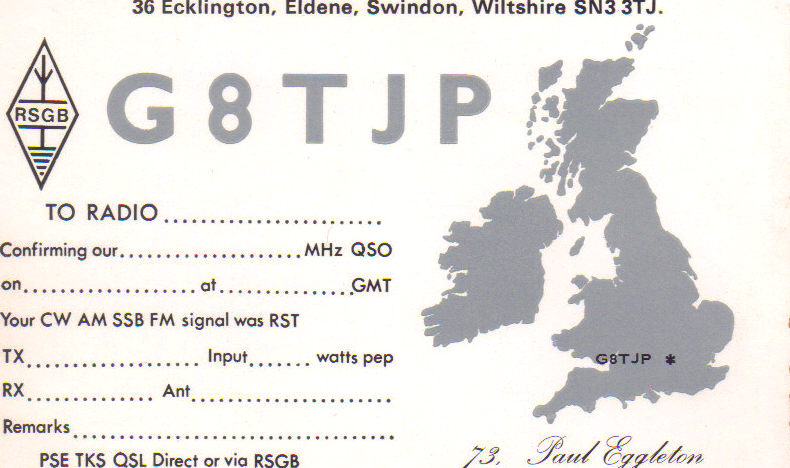 36 Ecklington, Eldene, Swindon, Wiltshire SN3 3TJ.
RSGB
G8TJP
TO RADIO........................
Confirming our....................MHz QSO
on....................at...............GMT
Your CW AM SSB FM signal was RST
TX....................Input.......watts pep
RX..............Ant........................
Remarks....................................
PSE TKS QSL Direct or via RSGB
G8TJP *
73, Paul Eggleton